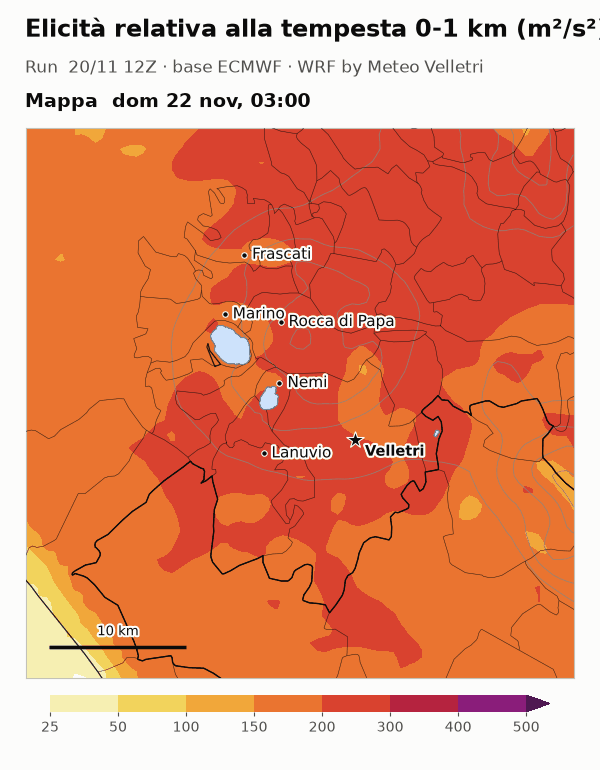 Elicità relativa alla tempesta 0-1 km (m²/s²)
Run 20/11 12Z · base ECMWF · WRF by Meteo Velletri
Mappa dom 22 nov, 03:00
Frascati
Marino
Rocca di Papa
Nemi
Velletri
Lanuvio
10 km
25 50 100 150 200 300 400 500